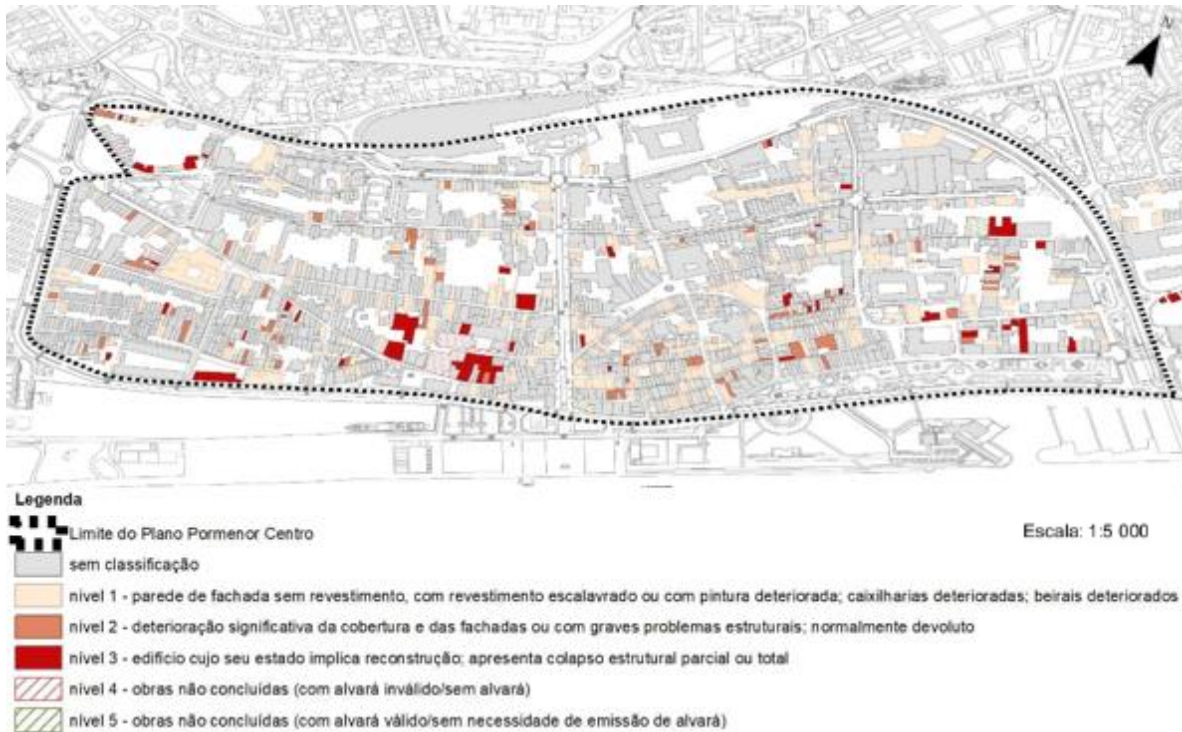 N
Legenda
Limite do Plano Pormenor Centro
Escala: 1:5 000
sem classificação
nível 1 - parede de fachada sem revestimento, com revestimento escalavrado ou com pintura deteriorada; caixilharias deterioradas; beirais deteriorados
nível 2 - deterioração significativa da cobertura e das fachadas ou com graves problemas estruturais; normalmente devoluto
nível 3 - edifício cujo seu estado implica reconstrução; apresenta colapso estrutural parcial ou total
nível 4 - obras não concluídas (com alvará inválido/sem alvará)
nível 5 - obras não concluídas (com alvará válido/sem necessidade de emissão de alvará)